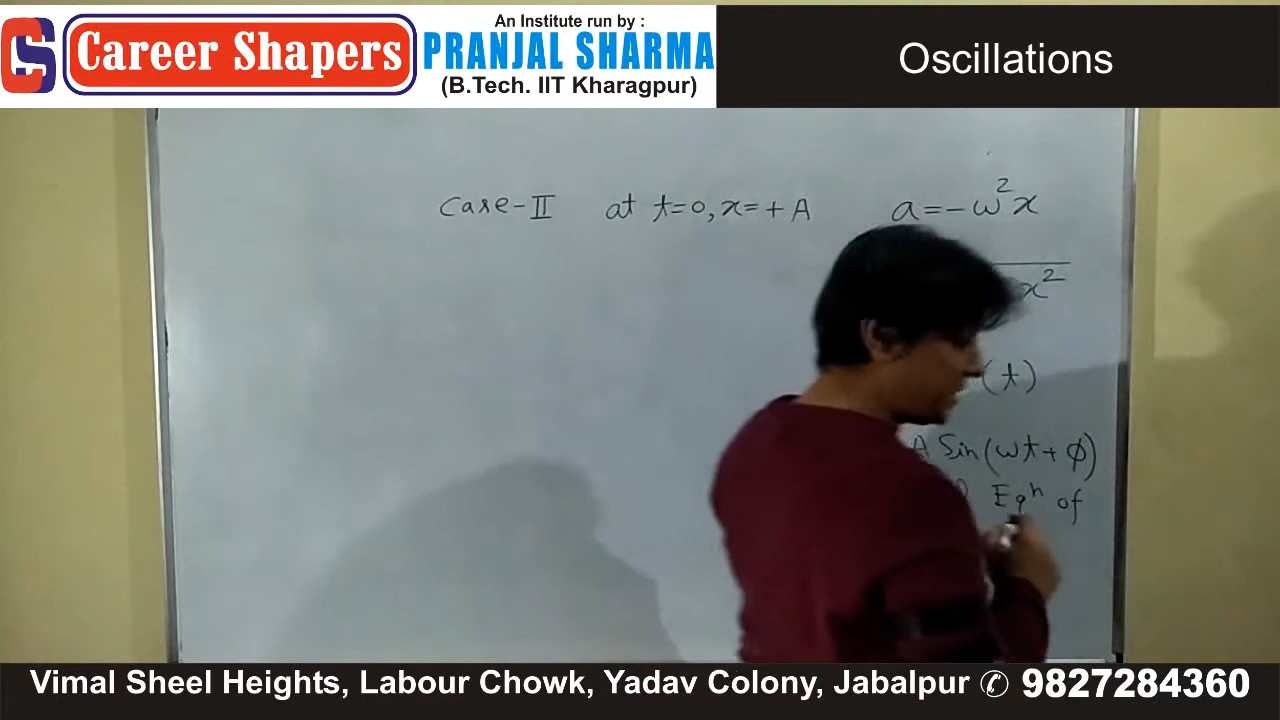 Career Shapers
An Institute run by :
PRANJAL SHARMA
(B.Tech. IIT Kharagpur)
Oscillations
Case-II at t=0, x=+A
a=-ω²x
x²
(t)
A Sin(ωt+φ)
Eqⁿ of
Vimal Sheel Heights, Labour Chowk, Yadav Colony, Jabalpur ✆ 9827284360